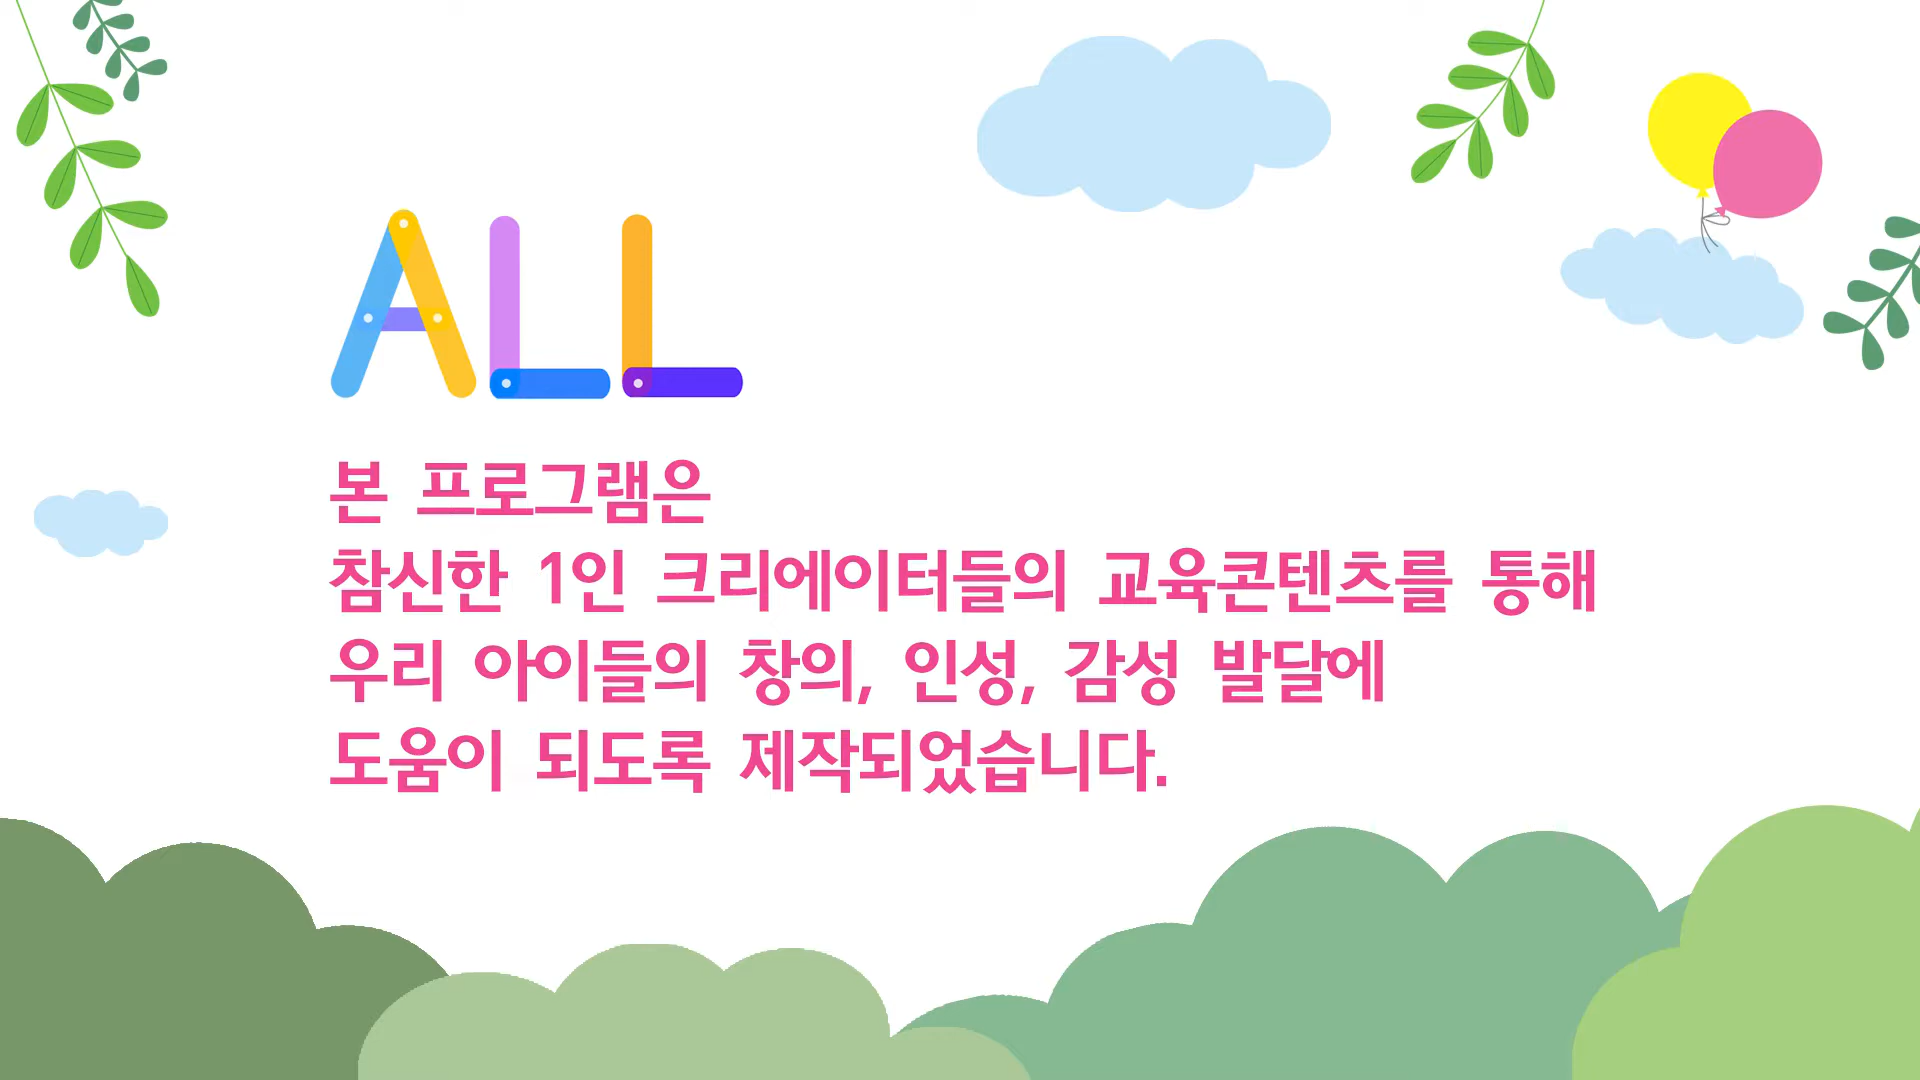 ALL
본 프로그램은
참신한 1인 크리에이터들의 교육콘텐츠를 통해
우리 아이들의 창의, 인성, 감성 발달에
도움이 되도록 제작되었습니다.